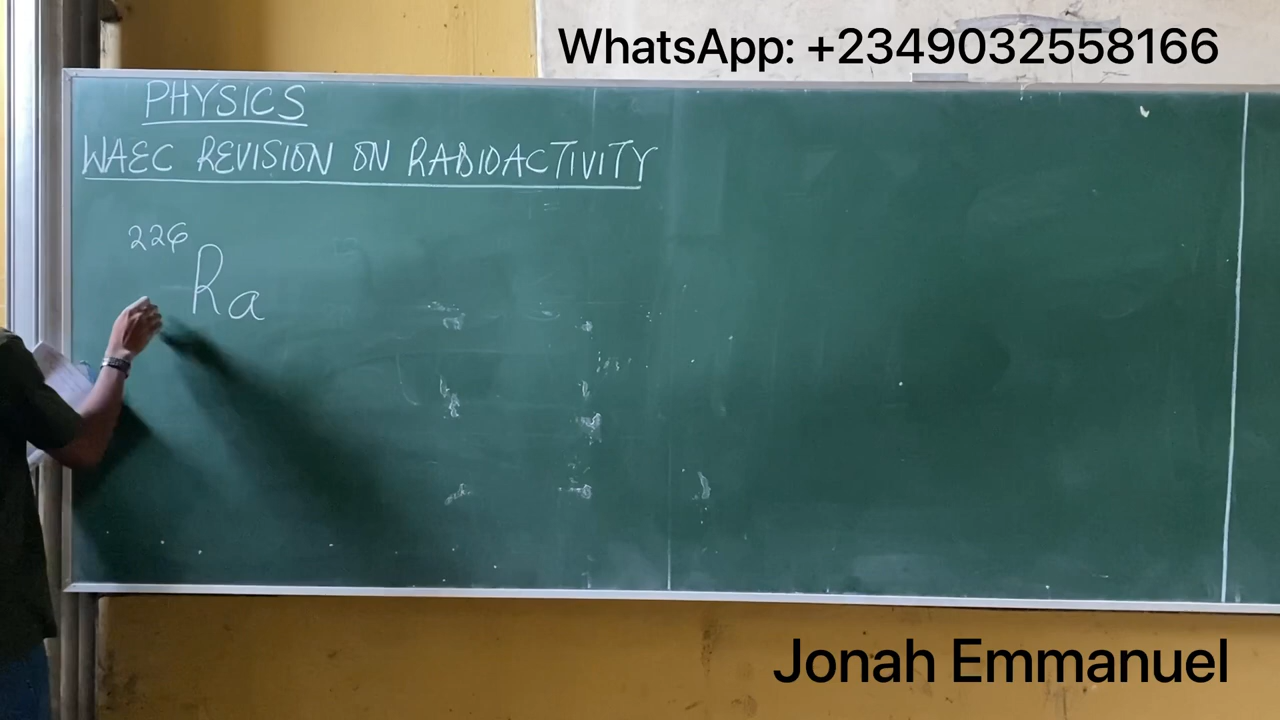 WhatsApp: +2349032558166
PHYSICS
WAEC REVISION ON RADIOACTIVITY
226
Ra
Jonah Emmanuel